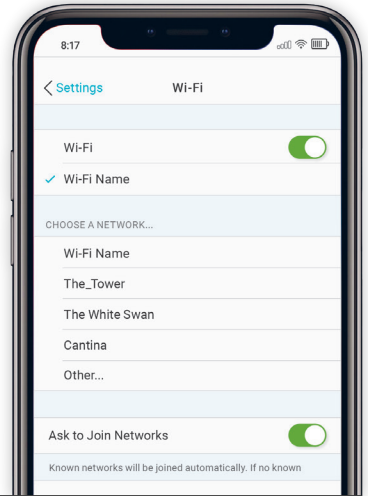 8:17
Settings Wi-Fi
Wi-Fi
Wi-Fi Name
CHOOSE A NETWORK...
Wi-Fi Name
The_Tower
The White Swan
Cantina
Other...
Ask to Join Networks
Known networks will be joined automatically. If no known